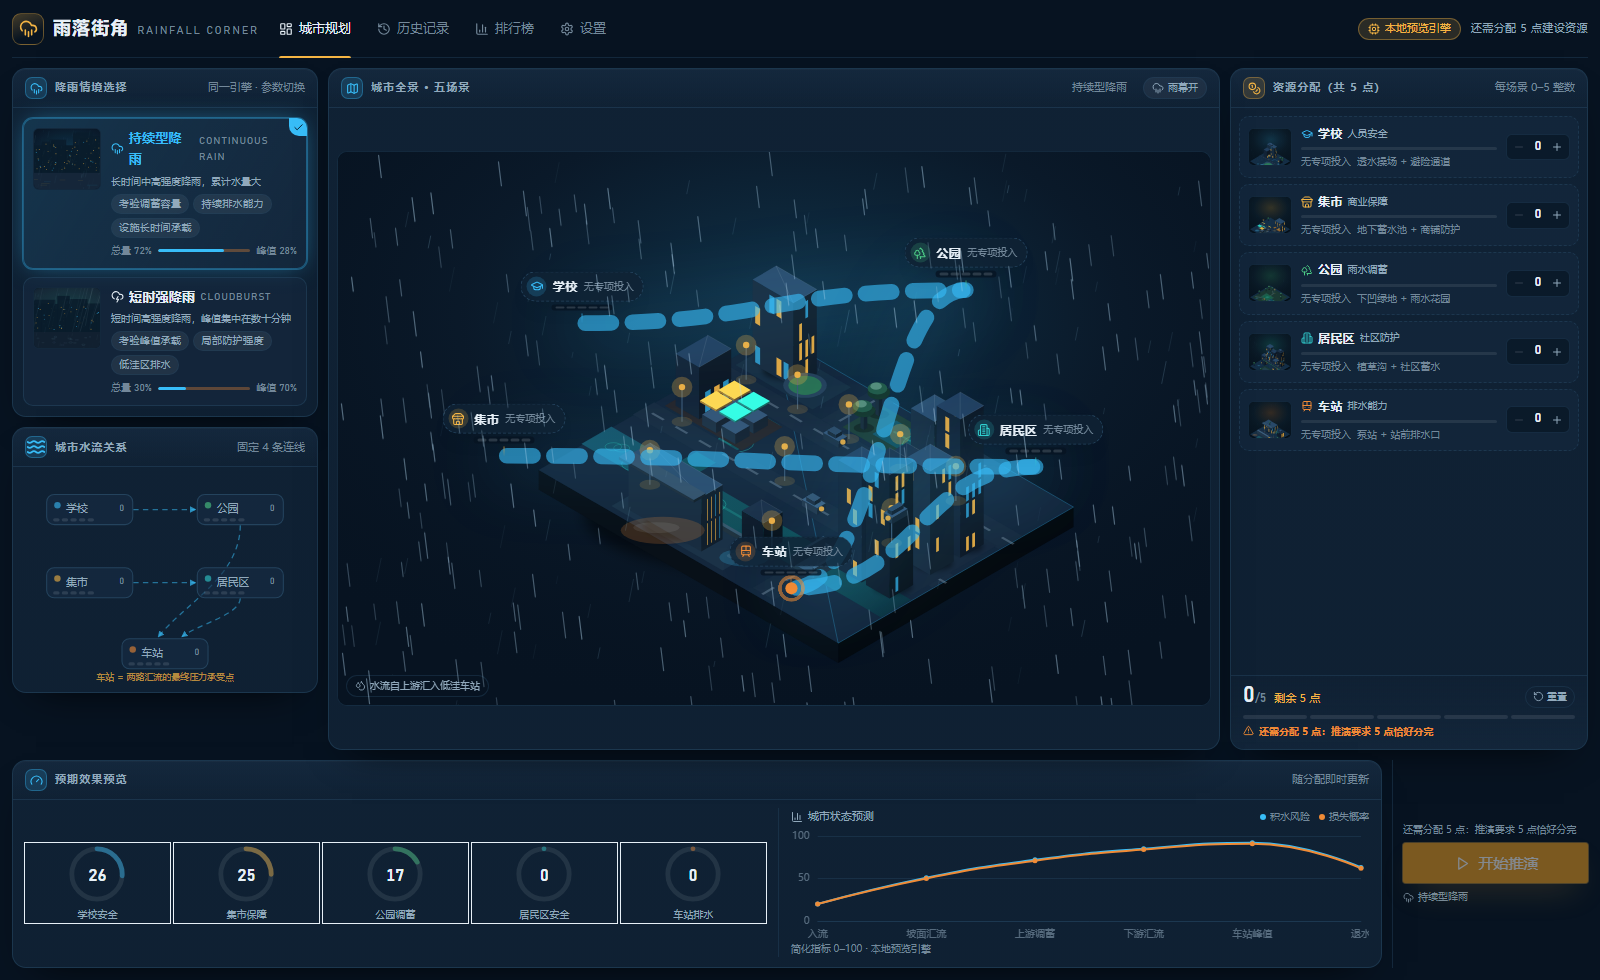 雨落街角 RAINFALL CORNER 城市规划 历史记录 排行榜 设置 本地预览引擎 还需分配 5 点建设资源
降雨情境选择 同一引擎 · 参数切换
持续型降雨 CONTINUOUS RAIN
长时间中高强度降雨，累计水量大
考验调蓄容量 持续排水能力
设施长时间承载
总量 72% 峰值 28%
短时强降雨 CLOUDBURST
短时间高强度降雨，峰值集中在数十分钟
考验峰值承载 局部防护强度
低洼区排水
总量 30% 峰值 70%
城市水流关系 固定 4 条连线
学校 0 公园 0
集市 0 居民区 0
车站 0
车站 = 两路汇流的最终压力承受点
城市全景 • 五场景 持续型降雨 雨幕开
公园 无专项投入
学校 无专项投入
集市 无专项投入
居民区 无专项投入
车站 无专项投入
水流自上游汇入低洼车站
资源分配（共 5 点） 每场景 0–5 整数
学校 人员安全 − 0 +
无专项投入 透水操场 + 避险通道
集市 商业保障 − 0 +
无专项投入 地下蓄水池 + 商铺防护
公园 雨水调蓄 − 0 +
无专项投入 下凹绿地 + 雨水花园
居民区 社区防护 − 0 +
无专项投入 植草沟 + 社区蓄水
车站 排水能力 − 0 +
无专项投入 泵站 + 站前排水口
0/5 剩余 5 点 重置
还需分配 5 点：推演要求 5 点恰好分完
预期效果预览 随分配即时更新
26 25 17 0 0
学校安全 集市保障 公园调蓄 居民区安全 车站排水
城市状态预测 积水风险 损失概率
100
50
0
入流 坡面汇流 上游调蓄 下游汇流 车站峰值 退水
简化指标 0–100 · 本地预览引擎
还需分配 5 点：推演要求 5 点恰好分完
开始推演
持续型降雨